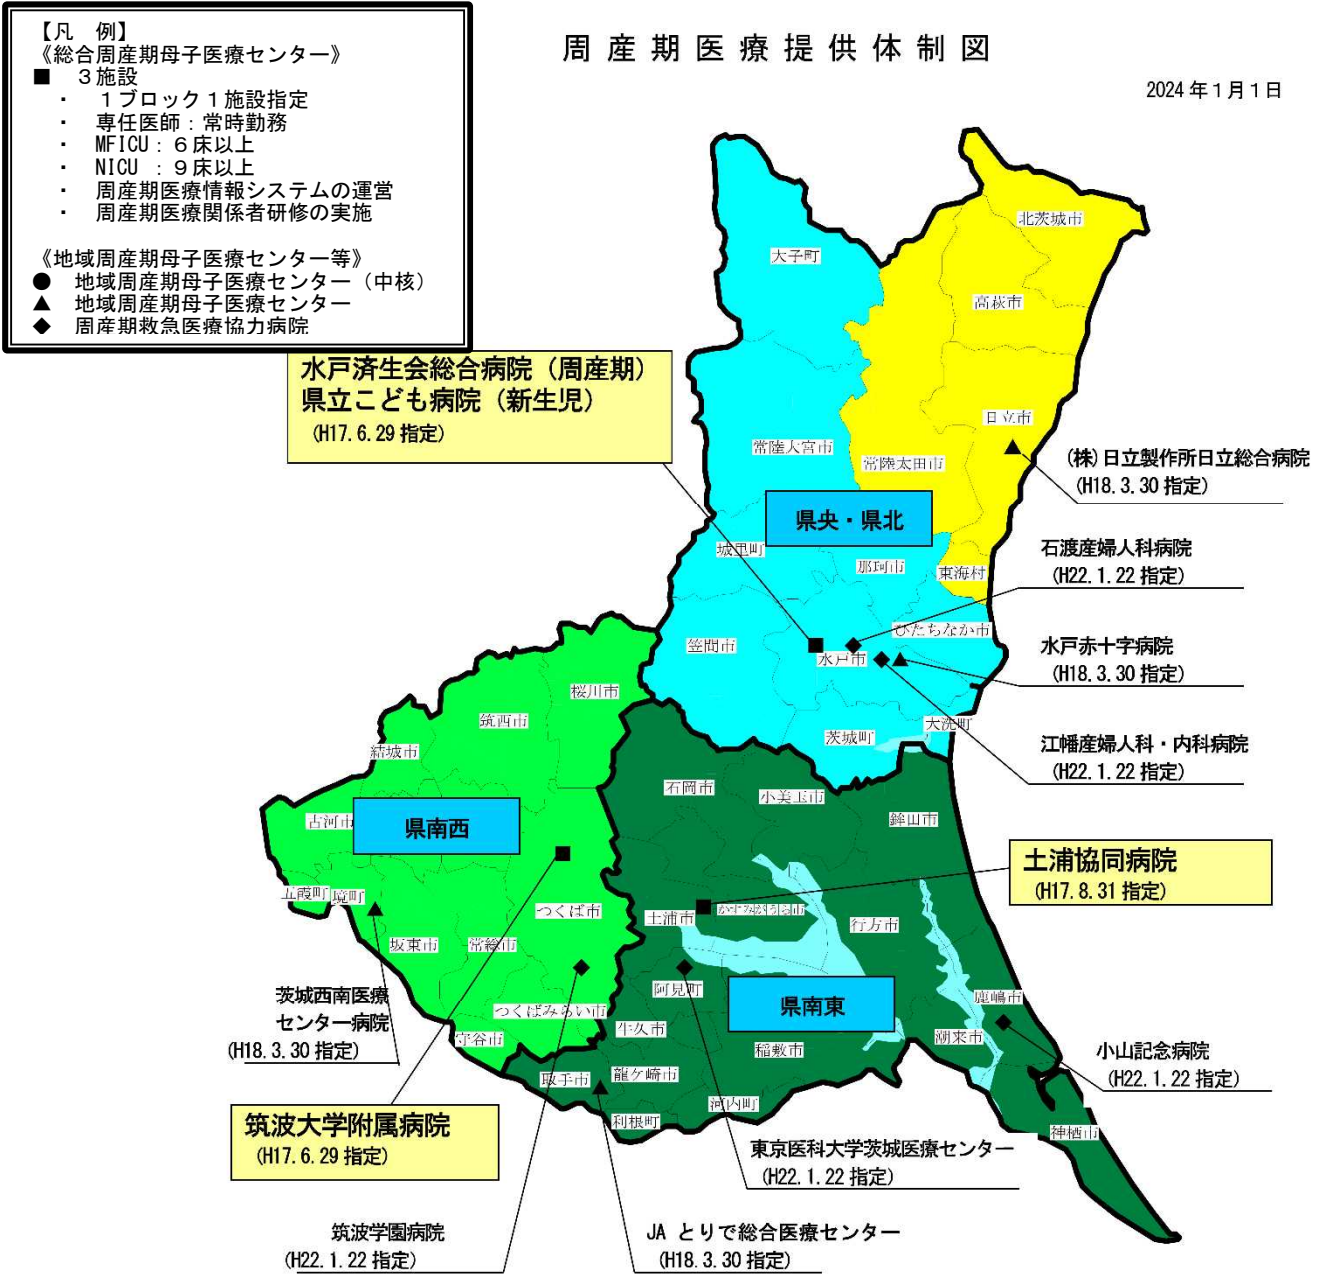 【凡　例】
《総合周産期母子医療センター》
■　３施設
・　１ブロック１施設指定
・　専任医師：常時勤務
・　MFICU：６床以上
・　NICU ：９床以上
・　周産期医療情報システムの運営
・　周産期医療関係者研修の実施
《地域周産期母子医療センター等》
●　地域周産期母子医療センター（中核）
▲　地域周産期母子医療センター
◆　周産期救急医療協力病院
周産期医療提供体制図
2024年１月１日
北茨城市
大子町
高萩市
水戸済生会総合病院（周産期）
県立こども病院（新生児）
(H17.6.29 指定)
日立市
常陸大宮市
常陸太田市
(株)日立製作所日立総合病院
(H18.3.30 指定)
県央・県北
城里町
那珂市
東海村
石渡産婦人科病院
(H22.1.22 指定)
ひたちなか市
笠間市
水戸市
水戸赤十字病院
(H18.3.30 指定)
桜川市
筑西市
大洗町
茨城町
結城市
江幡産婦人科・内科病院
(H22.1.22 指定)
石岡市
小美玉市
鉾田市
古河市
県南西
土浦協同病院
(H17.8.31 指定)
五霞町
境町
つくば市
土浦市
かすみがうら市
行方市
坂東市
常総市
阿見町
県南東
鹿嶋市
茨城西南医療
センター病院
(H18.3.30 指定)
つくばみらい市
守谷市
牛久市
稲敷市
潮来市
小山記念病院
(H22.1.22 指定)
取手市
龍ケ崎市
河内町
利根町
神栖市
筑波大学附属病院
(H17.6.29 指定)
東京医科大学茨城医療センター
(H22.1.22 指定)
筑波学園病院
(H22.1.22 指定)
JA とりで総合医療センター
(H18.3.30 指定)